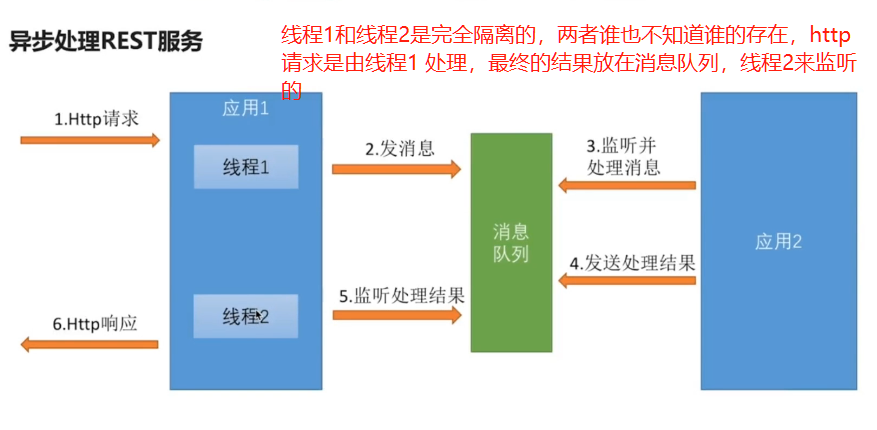 异步处理REST服务
线程1和线程2是完全隔离的，两者谁也不知道谁的存在，http
请求是由线程1 处理，最终的结果放在消息队列，线程2来监听
的
1.Http请求
应用1
线程1
2.发消息
3.监听并
处理消息
消息
队列
应用2
4.发送处理结果
5.监听处理结果
线程2
6.Http响应